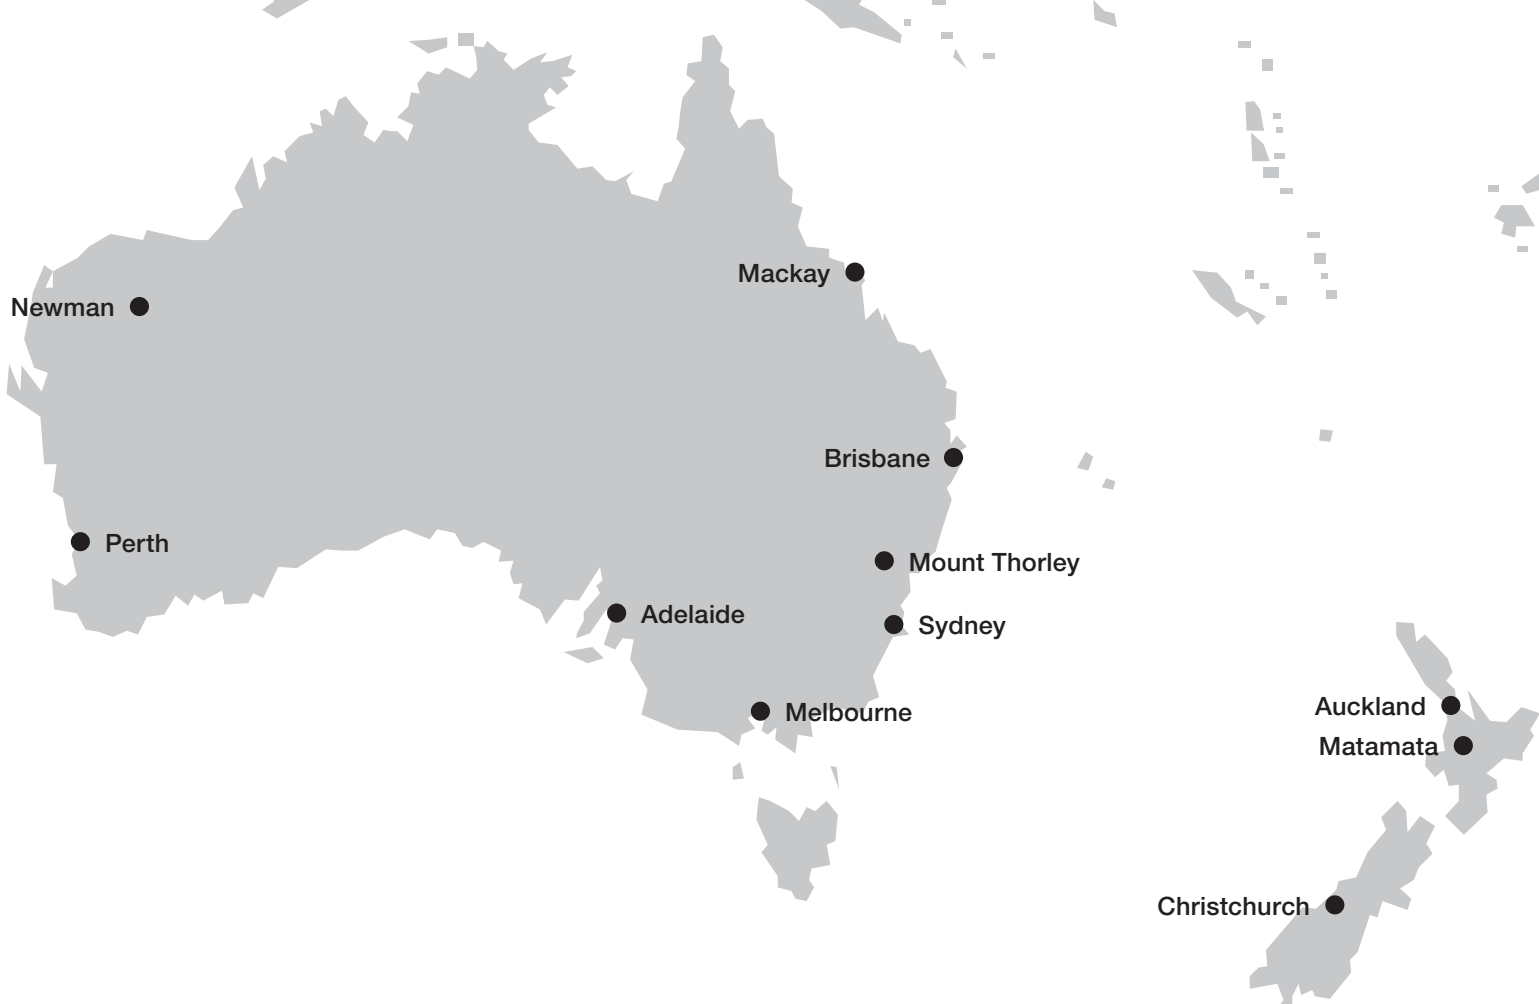 Mackay
Newman
Brisbane
Perth
Mount Thorley
Adelaide
Sydney
Auckland
Melbourne
Matamata
Christchurch